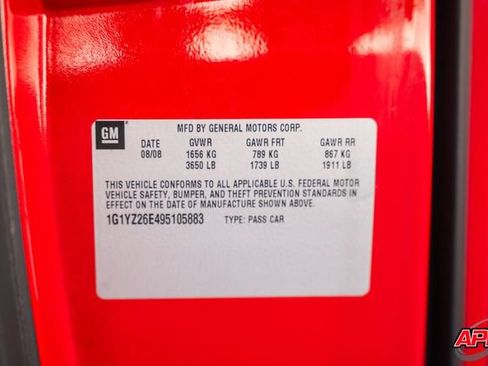 GM
MFD BY GENERAL MOTORS CORP.
DATE GVWR GAWR FRT GAWR RR
08/08 1656 KG 789 KG 867 KG
3650 LB 1739 LB 1911 LB
THIS VEHICLE CONFORMS TO ALL APPLICABLE U.S. FEDERAL MOTOR
VEHICLE SAFETY, BUMPER, AND THEFT PREVENTION STANDARDS IN
EFFECT ON THE DATE OF MANUFACTURE SHOWN ABOVE.
1G1YZ26E495105883 TYPE: PASS CAR